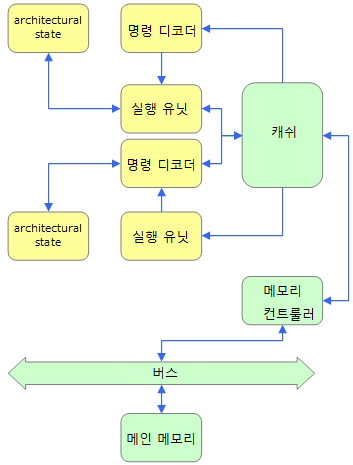 architectural
state
명령 디코더
실행 유닛
캐쉬
명령 디코더
architectural
state
실행 유닛
메모리
컨트룰러
버스
메인 메모리